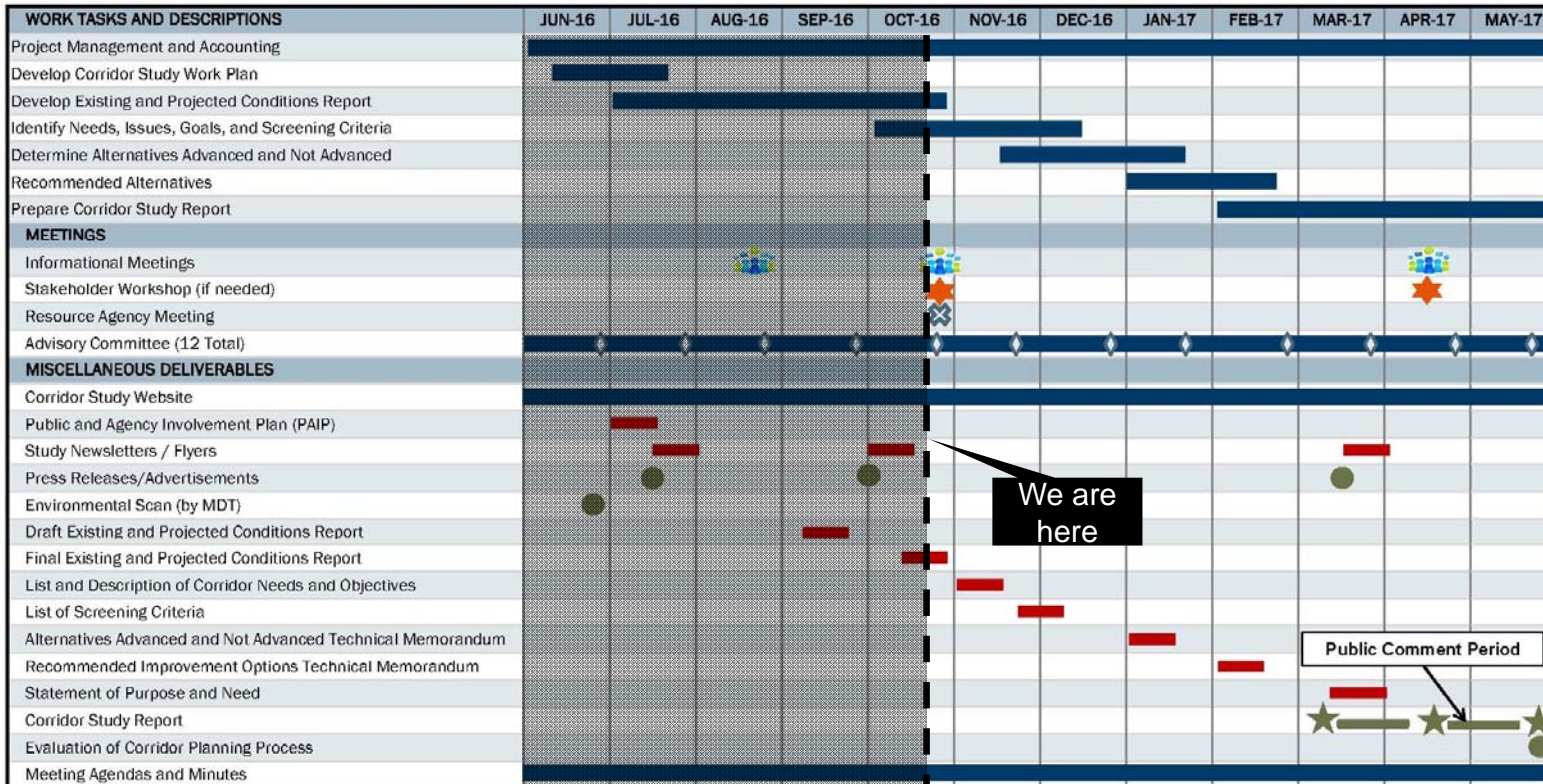 WORK TASKS AND DESCRIPTIONS JUN-16 JUL-16 AUG-16 SEP-16 OCT-16 NOV-16 DEC-16 JAN-17 FEB-17 MAR-17 APR-17 MAY-17
Project Management and Accounting
Develop Corridor Study Work Plan
Develop Existing and Projected Conditions Report
Identify Needs, Issues, Goals, and Screening Criteria
Determine Alternatives Advanced and Not Advanced
Recommended Alternatives
Prepare Corridor Study Report
MEETINGS
Informational Meetings
Stakeholder Workshop (if needed)
Resource Agency Meeting
Advisory Committee (12 Total)
MISCELLANEOUS DELIVERABLES
Corridor Study Website
Public and Agency Involvement Plan (PAIP)
Study Newsletters / Flyers
Press Releases/Advertisements
Environmental Scan (by MDT)
We are
here
Draft Existing and Projected Conditions Report
Final Existing and Projected Conditions Report
List and Description of Corridor Needs and Objectives
List of Screening Criteria
Alternatives Advanced and Not Advanced Technical Memorandum
Public Comment Period
Recommended Improvement Options Technical Memorandum
Statement of Purpose and Need
Corridor Study Report
Evaluation of Corridor Planning Process
Meeting Agendas and Minutes